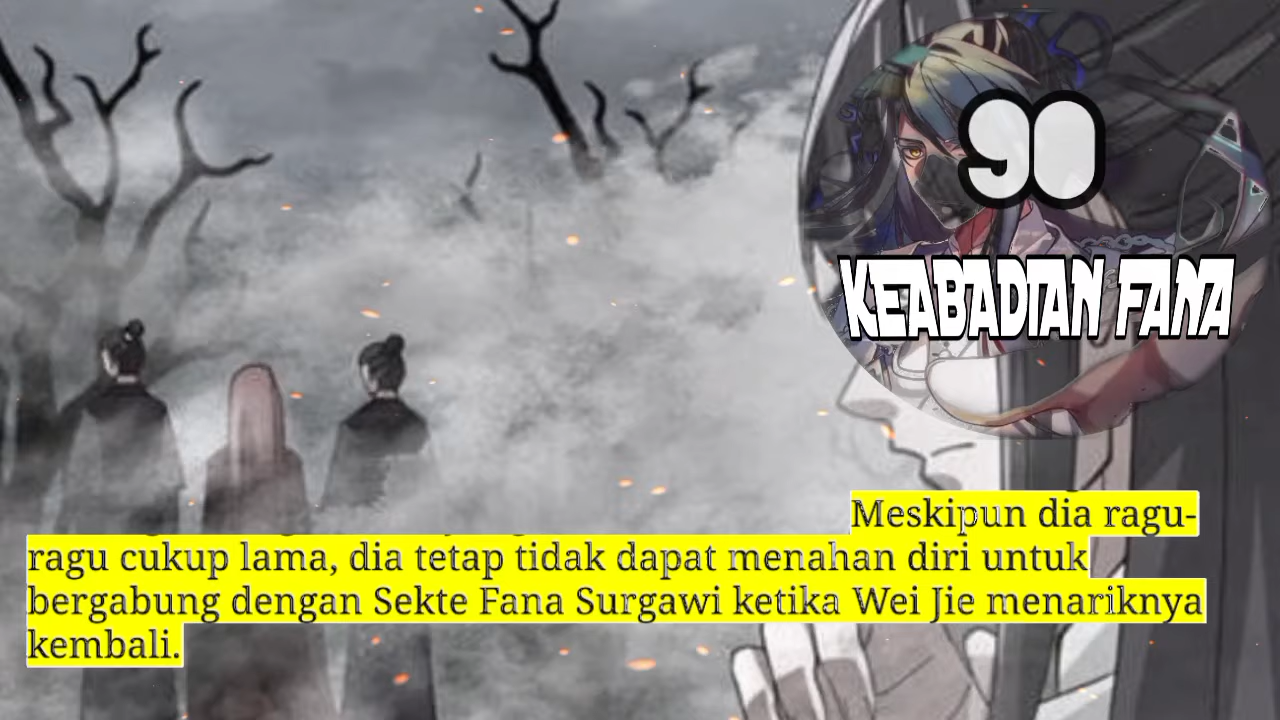 90
KEABADIAN FANA
Meskipun dia ragu-
ragu cukup lama, dia tetap tidak dapat menahan diri untuk
bergabung dengan Sekte Fana Surgawi ketika Wei Jie menariknya
kembali.